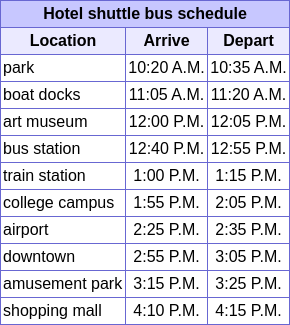 Hotel shuttle bus schedule
Location Arrive Depart
park 10:20 A.M. 10:35 A.M.
boat docks 11:05 A.M. 11:20 A.M.
art museum 12:00 P.M. 12:05 P.M.
bus station 12:40 P.M. 12:55 P.M.
train station 1:00 P.M. 1:15 P.M.
college campus 1:55 P.M. 2:05 P.M.
airport 2:25 P.M. 2:35 P.M.
downtown 2:55 P.M. 3:05 P.M.
amusement park 3:15 P.M. 3:25 P.M.
shopping mall 4:10 P.M. 4:15 P.M.